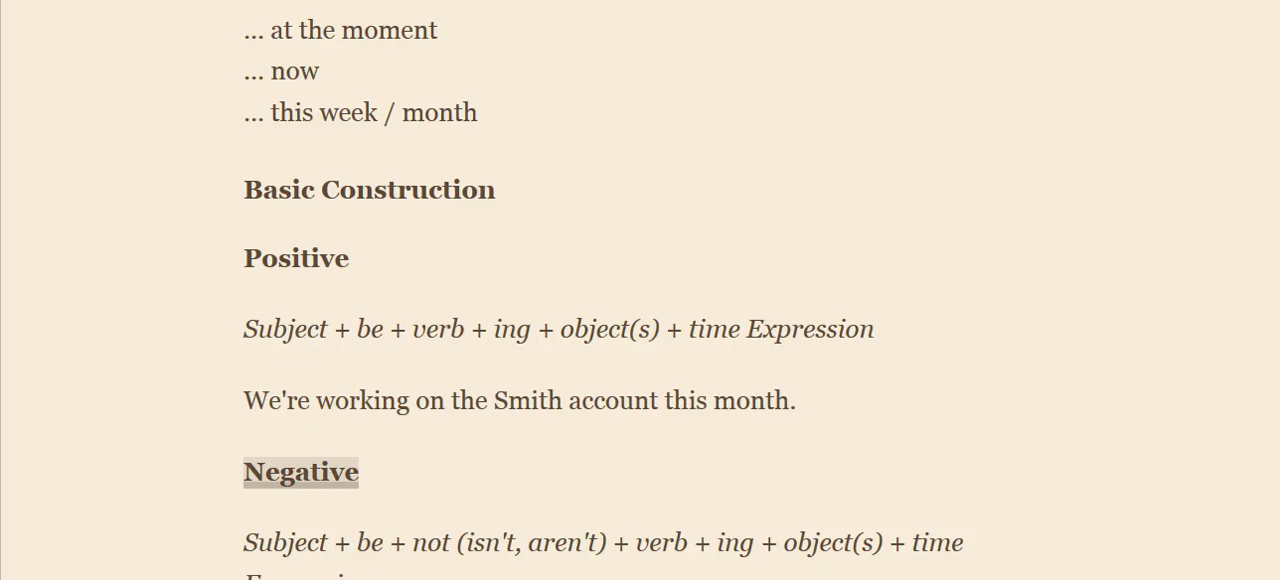 ... at the moment
... now
... this week / month
Basic Construction
Positive
Subject + be + verb + ing + object(s) + time Expression
We're working on the Smith account this month.
Negative
Subject + be + not (isn't, aren't) + verb + ing + object(s) + time